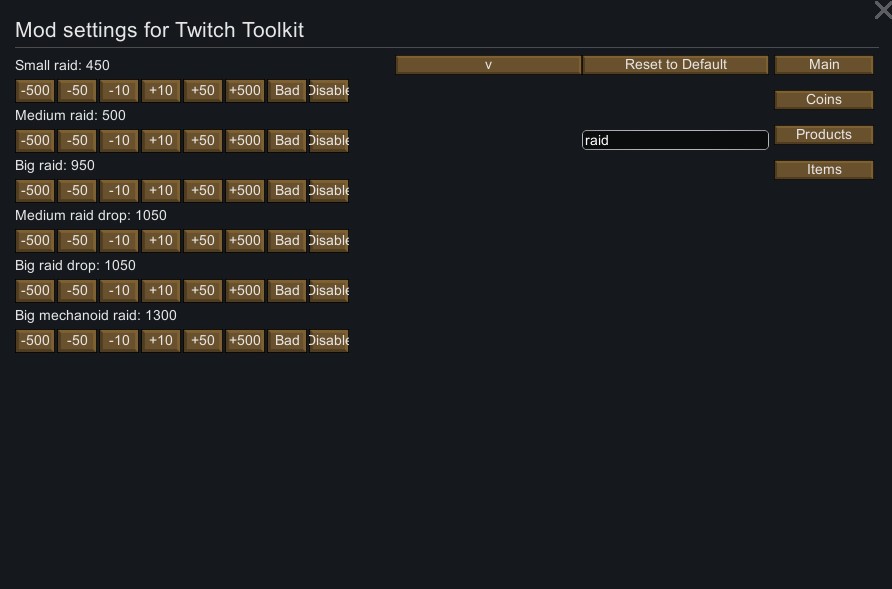 Mod settings for Twitch Toolkit
Small raid: 450
-500 -50 -10 +10 +50 +500 Bad Disable
Medium raid: 500
-500 -50 -10 +10 +50 +500 Bad Disable
Big raid: 950
-500 -50 -10 +10 +50 +500 Bad Disable
Medium raid drop: 1050
-500 -50 -10 +10 +50 +500 Bad Disable
Big raid drop: 1050
-500 -50 -10 +10 +50 +500 Bad Disable
Big mechanoid raid: 1300
-500 -50 -10 +10 +50 +500 Bad Disable
v Reset to Default
raid
Main
Coins
Products
Items